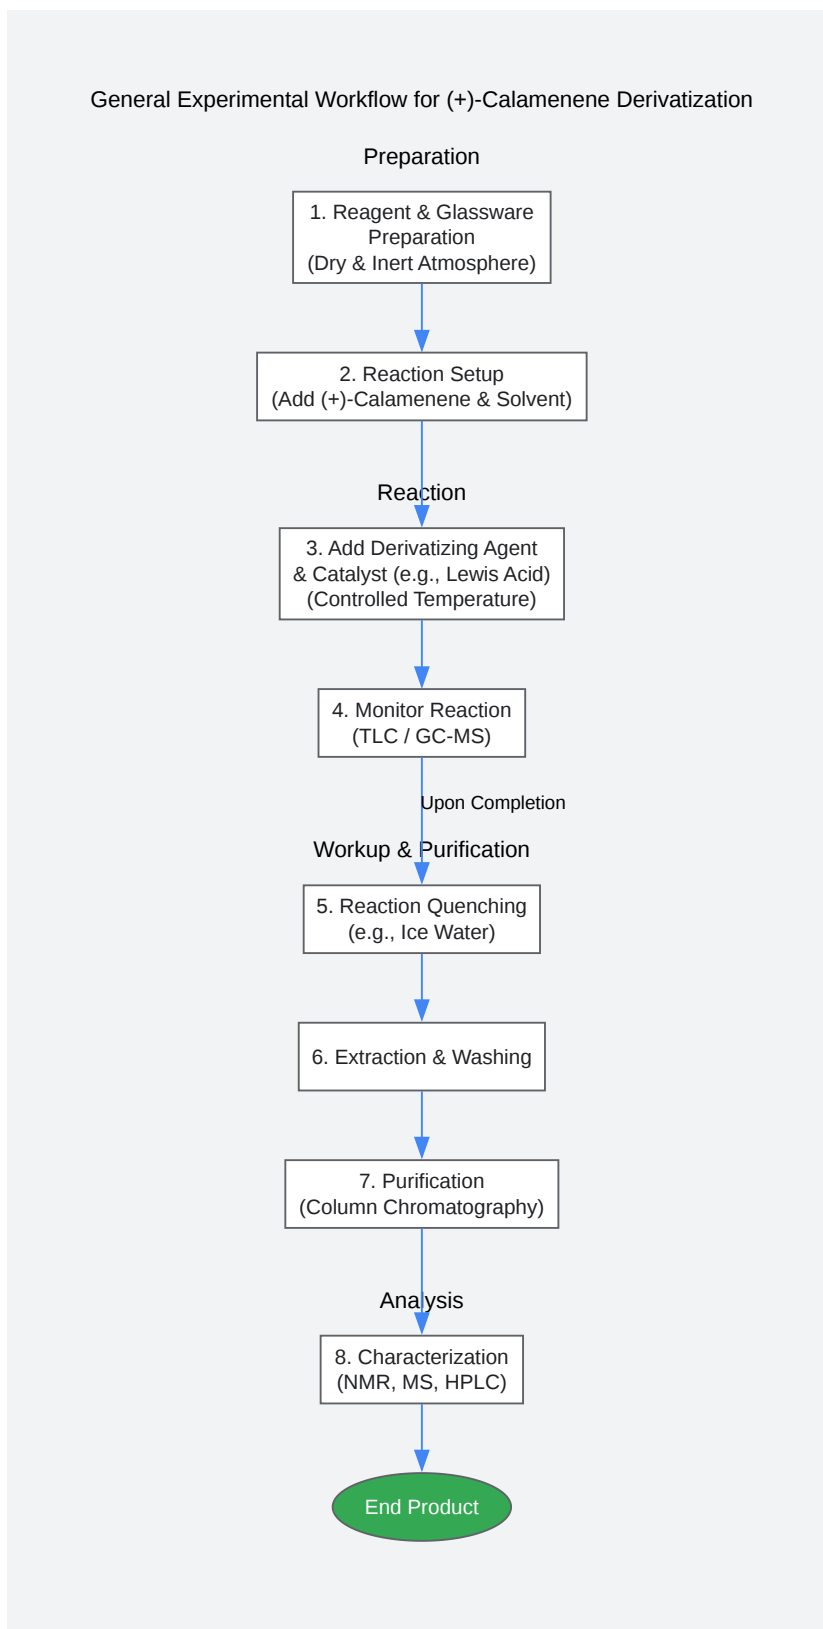 General Experimental Workflow for (+)-Calamenene Derivatization
Preparation
1. Reagent & Glassware
Preparation
(Dry & Inert Atmosphere)
2. Reaction Setup
(Add (+)-Calamenene & Solvent)
Reaction
3. Add Derivatizing Agent
& Catalyst (e.g., Lewis Acid)
(Controlled Temperature)
4. Monitor Reaction
(TLC / GC-MS)
Upon Completion
Workup & Purification
5. Reaction Quenching
(e.g., Ice Water)
6. Extraction & Washing
7. Purification
(Column Chromatography)
Analysis
8. Characterization
(NMR, MS, HPLC)
End Product